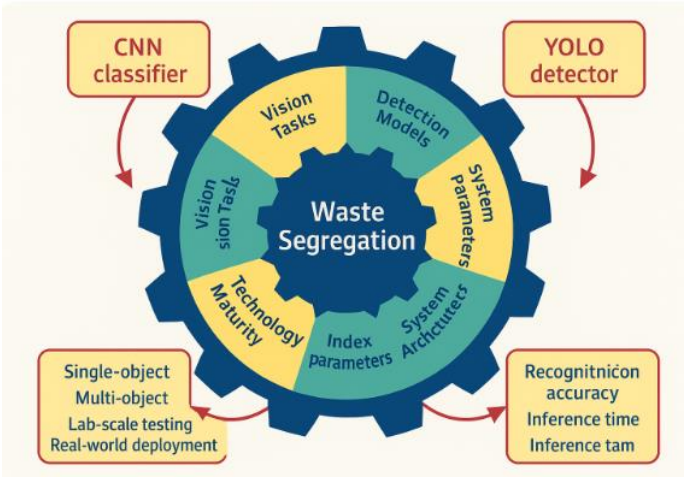 CNN
classifier
YOLO
detector
Vision
Tasks
Detection
Models
System
Parameters
System
Archctuters
Index
parameters
Technology
Maturity
Vision
sion Tasls
Waste
Segregation
Single-object
Multi-object
Lab-scale testing
Real-world deployment
Recognitnicon
accuracy
Inference time
Inference tam